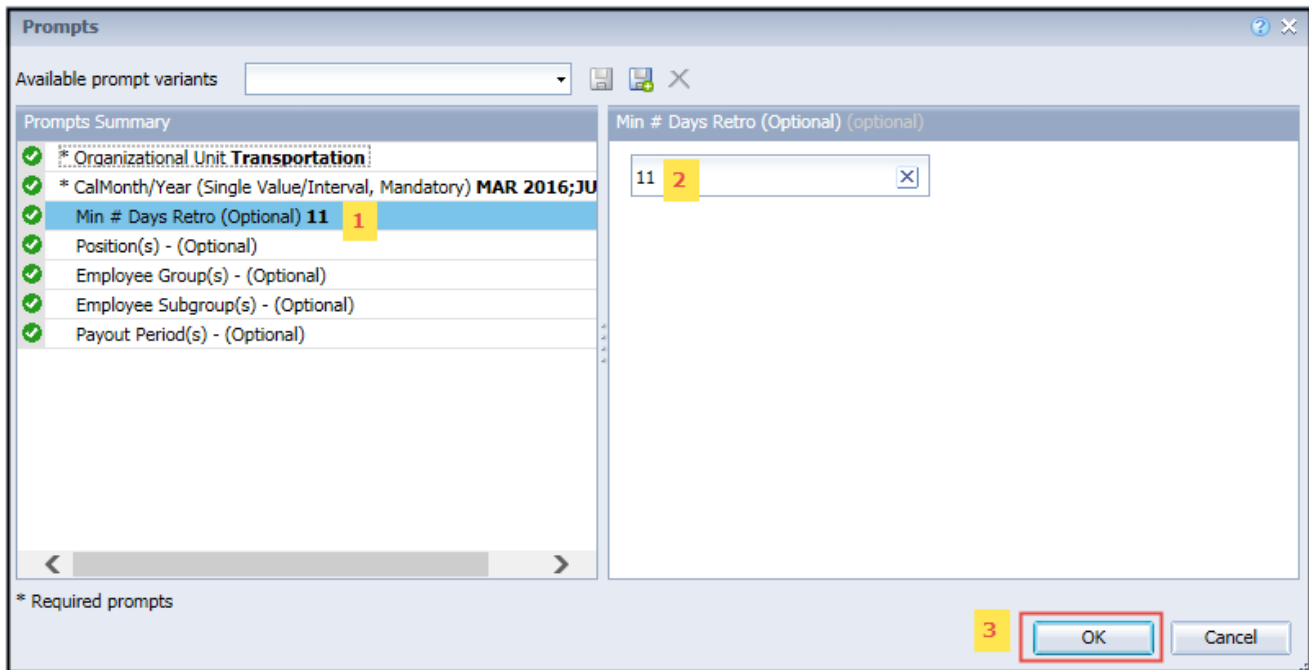 Prompts
Available prompt variants
Prompts Summary
* Organizational Unit Transportation
* CalMonth/Year (Single Value/Interval, Mandatory) MAR 2016;JU
Min # Days Retro (Optional) 11
1
Position(s) - (Optional)
Employee Group(s) - (Optional)
Employee Subgroup(s) - (Optional)
Payout Period(s) - (Optional)
Min # Days Retro (Optional) (optional)
11
2
* Required prompts
3
OK
Cancel